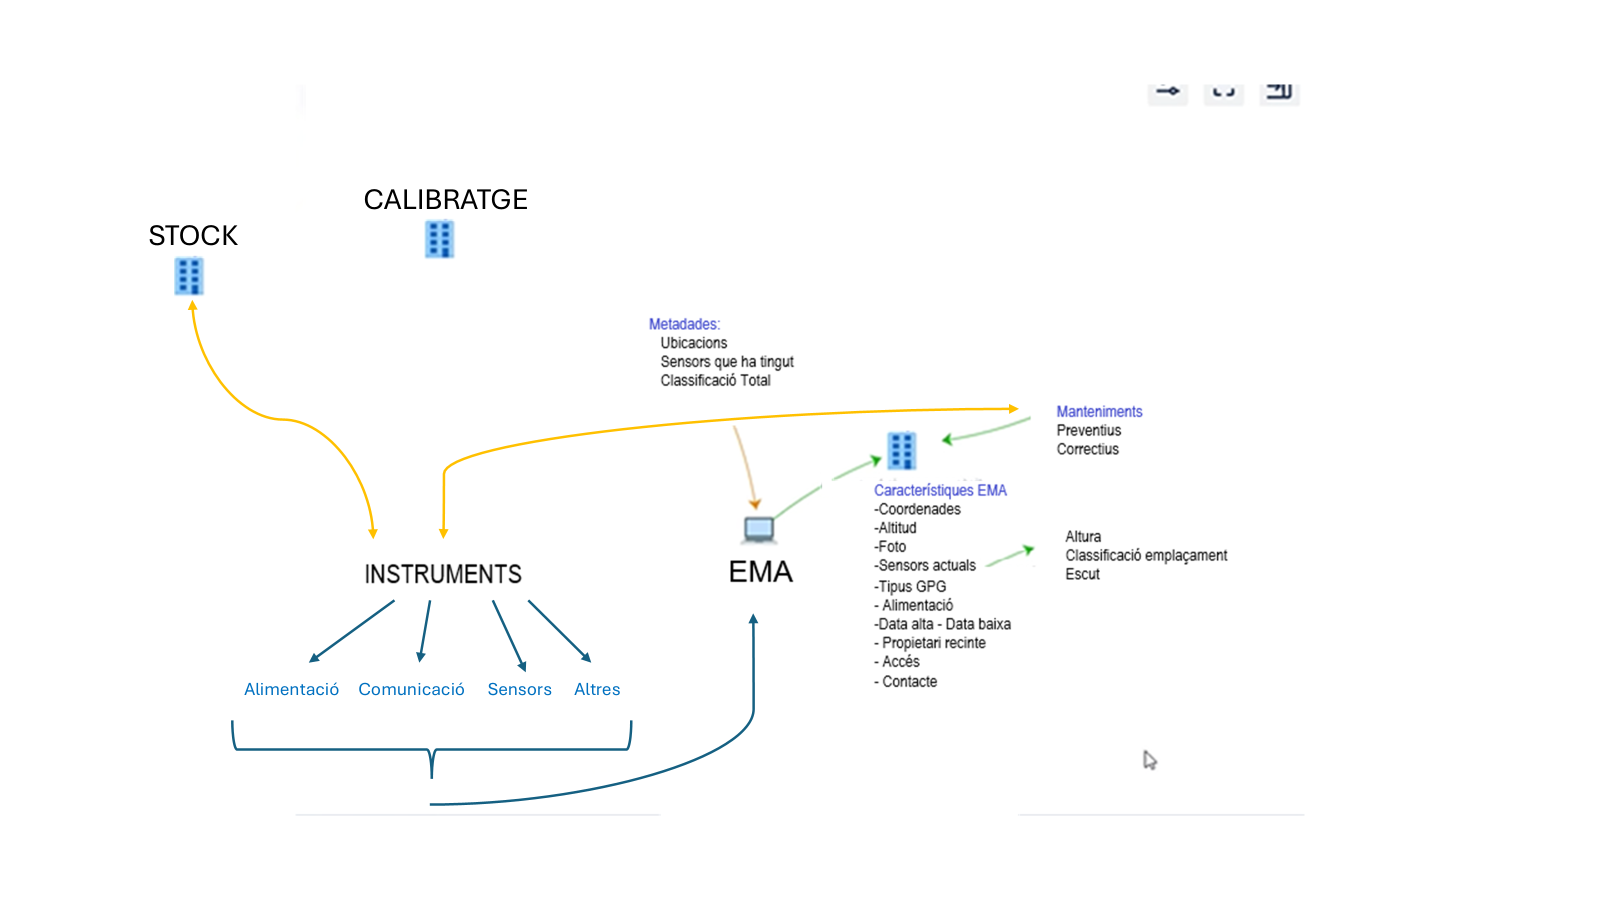 CALIBRATGE
STOCK
Metadades:
Ubicacions
Sensors que ha tingut
Classificació Total
Manteniments
Preventius
Correctius
Característiques EMA
-Coordenades
-Altitud
-Foto
-Sensors actuals
-Tipus GPG
- Alimentació
-Data alta - Data baixa
- Propietari recinte
- Accés
- Contacte
Altura
Classificació emplaçament
Escut
INSTRUMENTS
EMA
Alimentació
Comunicació
Sensors
Altres